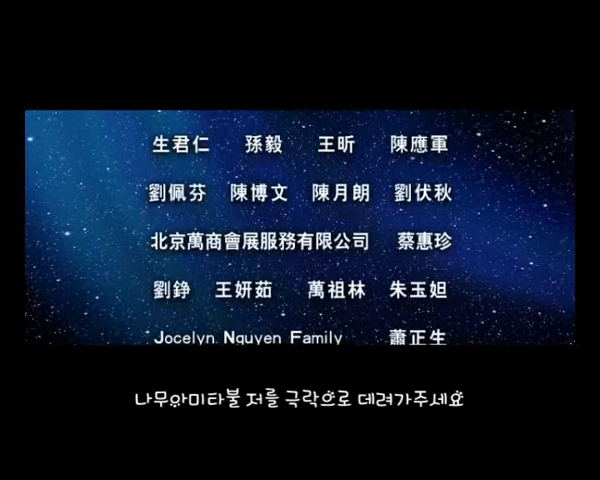 生君仁 孫毅 王昕 陳應軍
劉佩芬 陳博文 陳月朗 劉伏秋
北京萬商會展服務有限公司 蔡惠珍
劉錚 王妍茹 萬祖林 朱玉妲
Jocelyn Nguyen Family 蕭正生
나무아미타불 저를 극락으로 데려가주세요